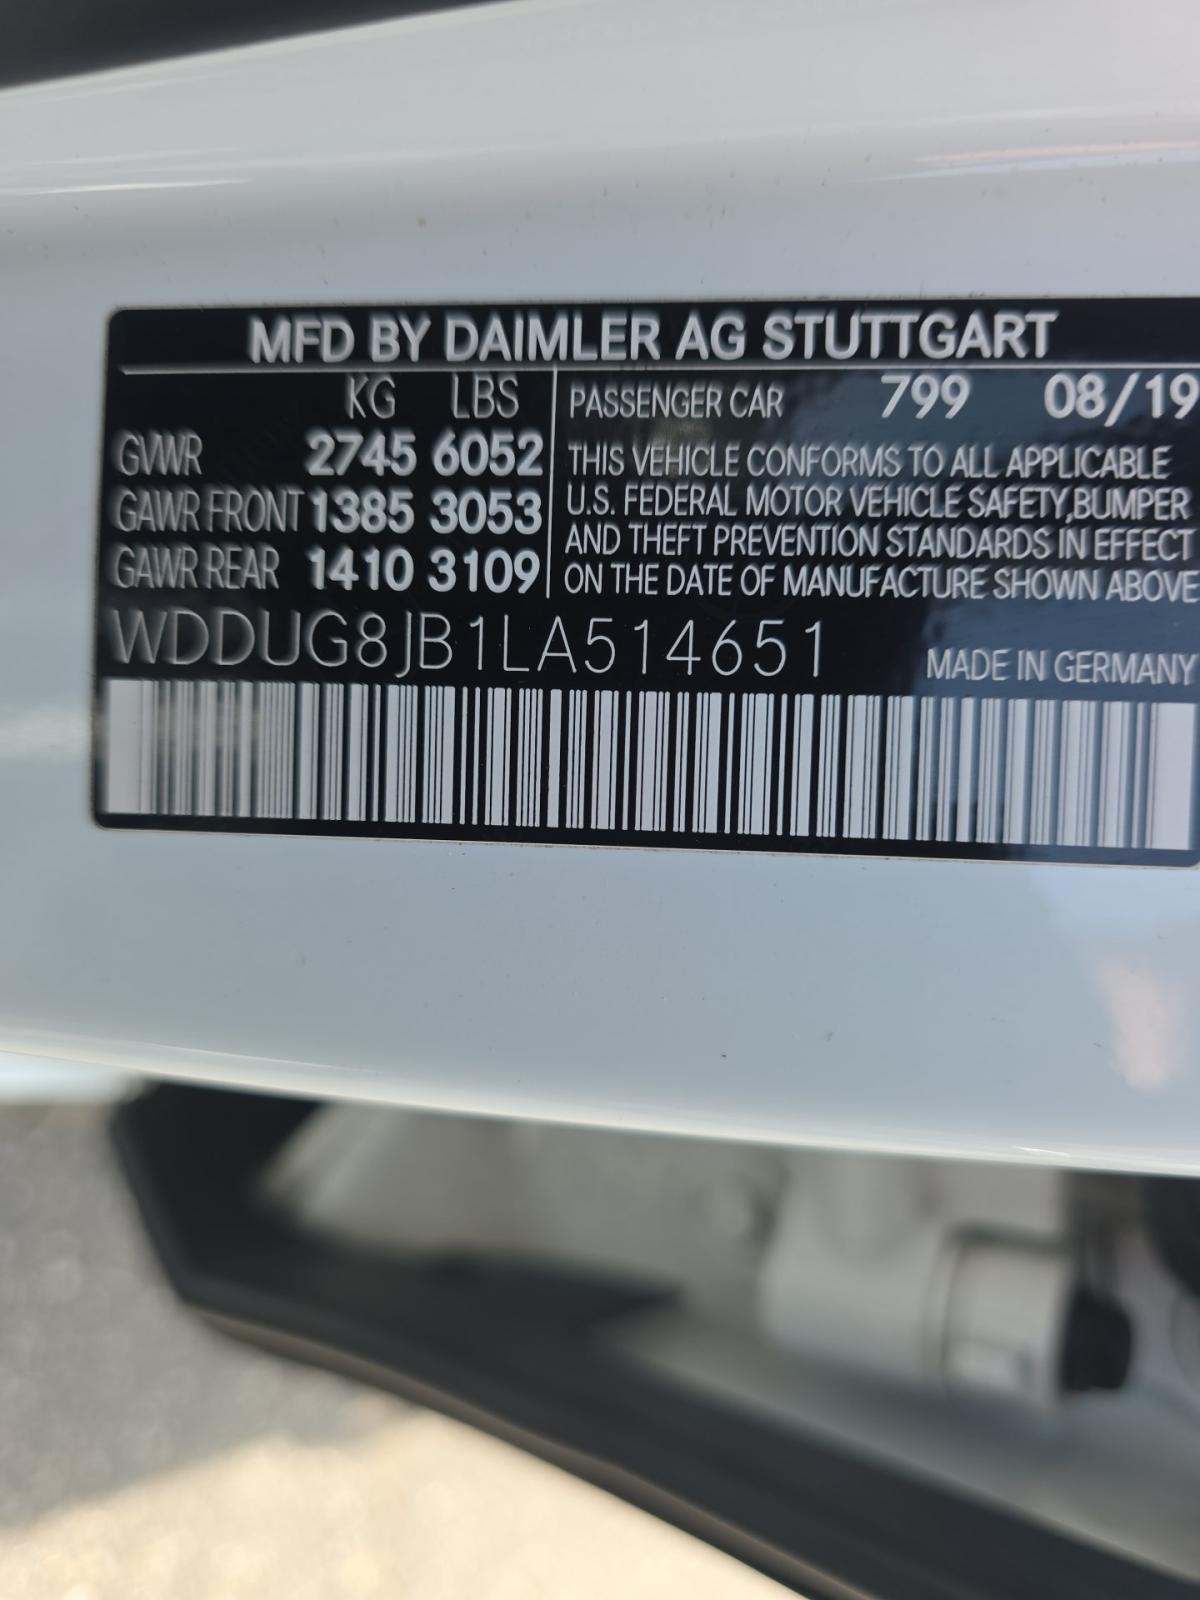 MFD BY DAIMLER AG STUTTGART
KG LBS
GVWR 2745 6052
GAWR FRONT 1385 3053
GAWR REAR 1410 3109
PASSENGER CAR 799 08/19
THIS VEHICLE CONFORMS TO ALL APPLICABLE
U.S. FEDERAL MOTOR VEHICLE SAFETY,BUMPER
AND THEFT PREVENTION STANDARDS IN EFFECT
ON THE DATE OF MANUFACTURE SHOWN ABOVE
WDDUG8JB1LA514651
MADE IN GERMANY